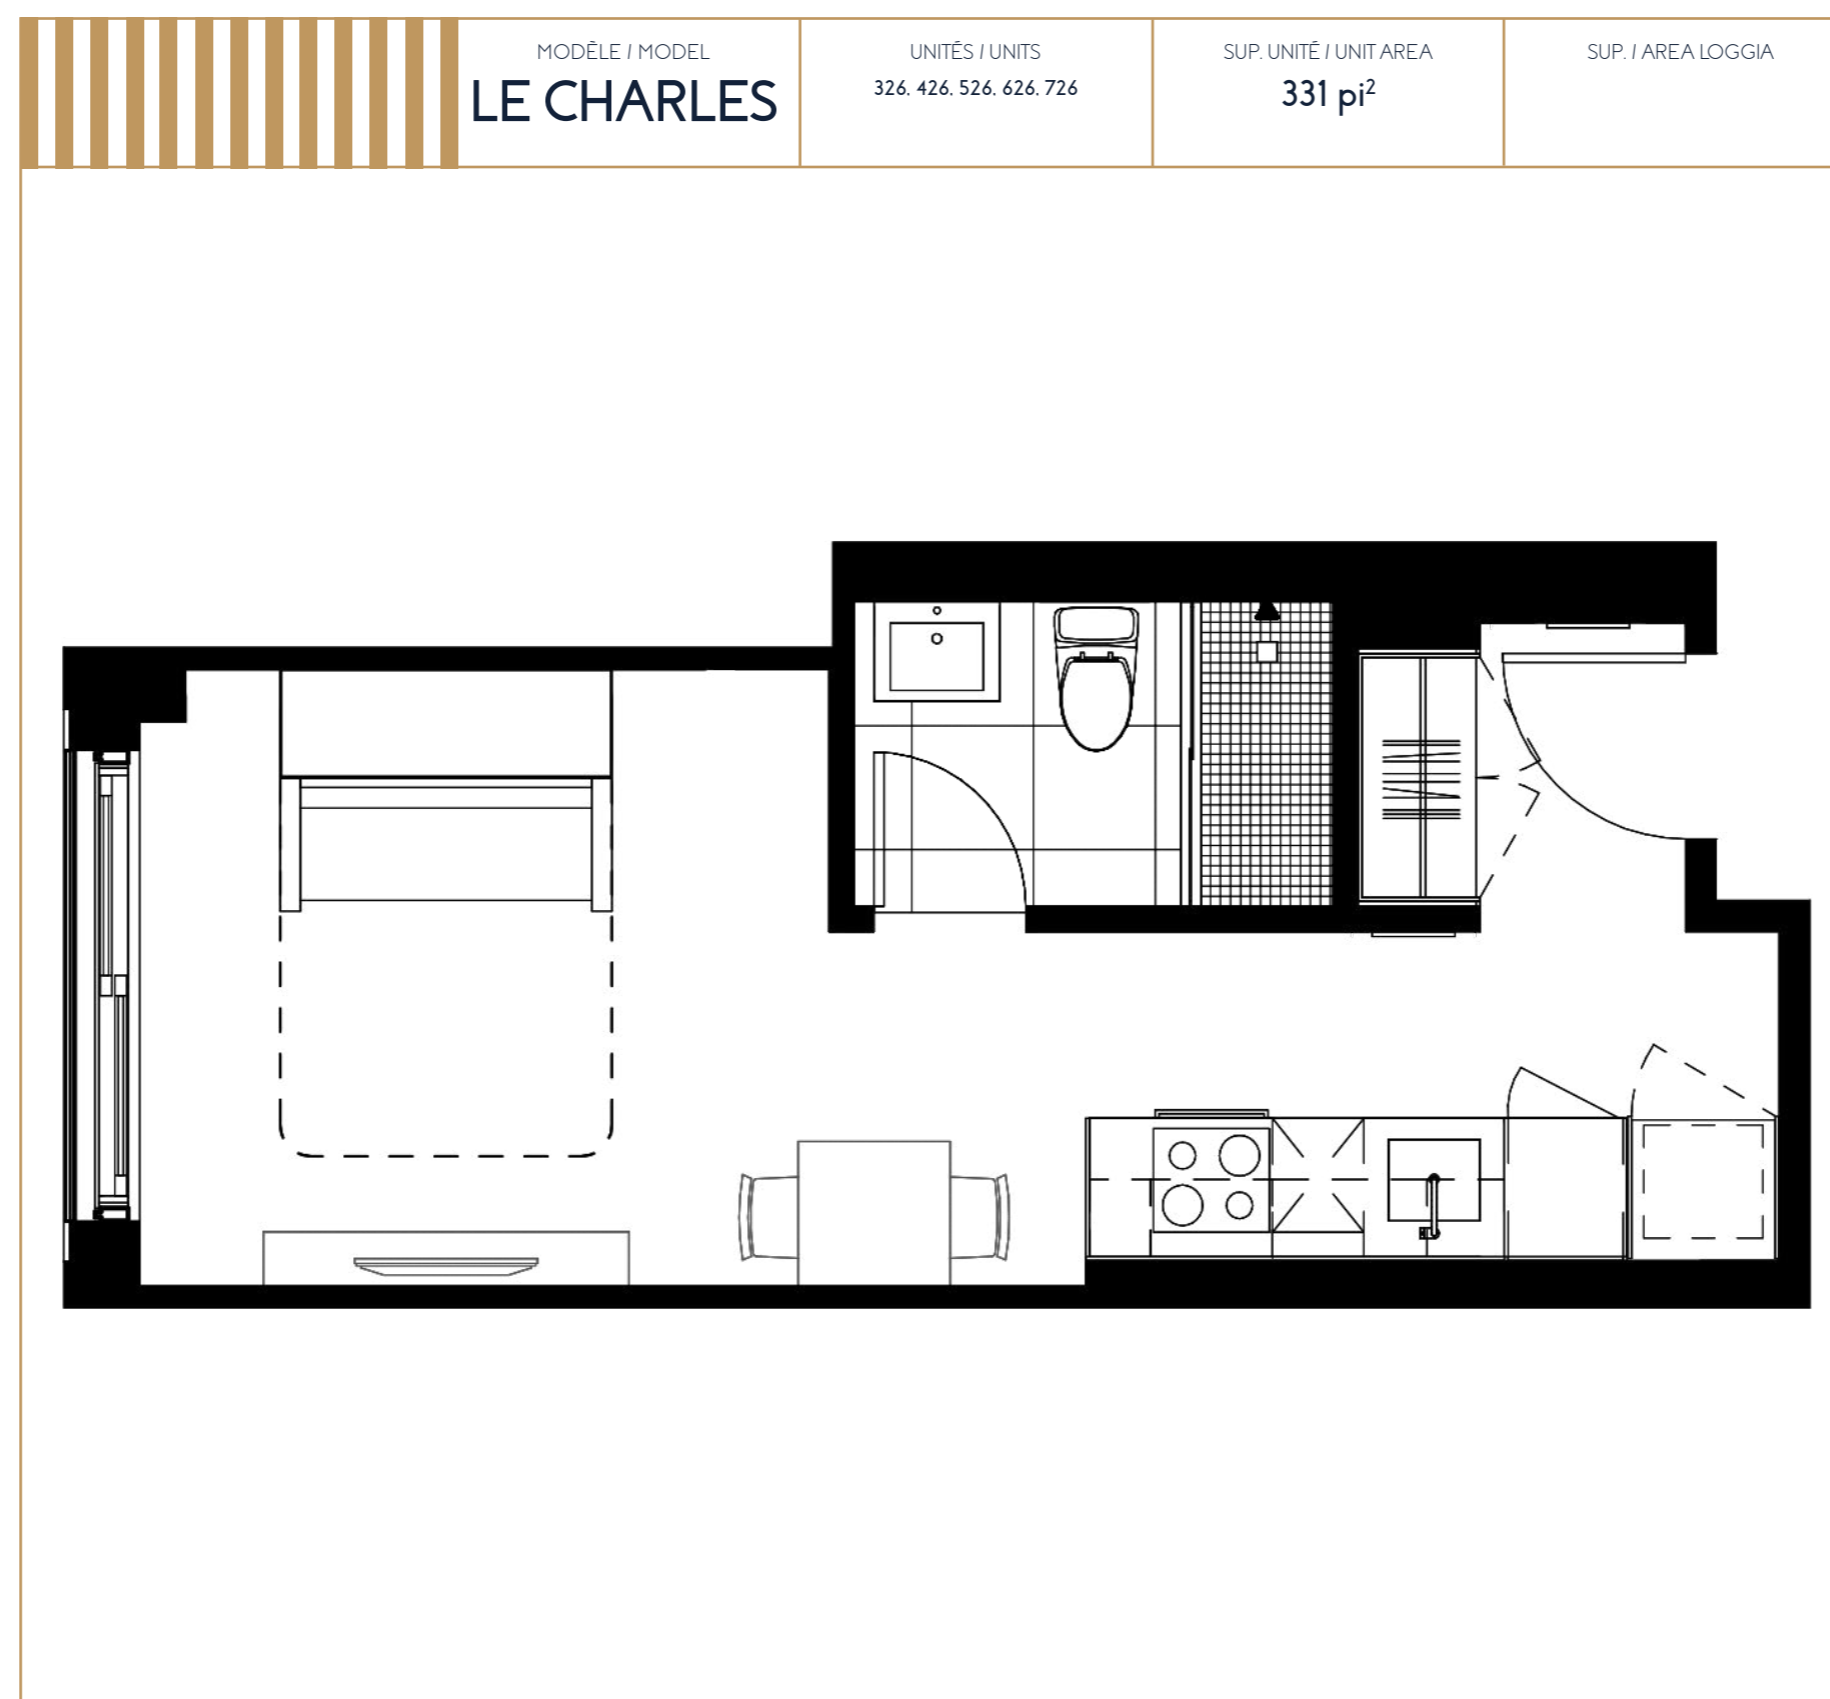 MODÈLE / MODEL
LE CHARLES
UNITÉS / UNITS
326, 426, 526, 626, 726
SUP. UNITÉ / UNIT AREA
331 pi²
SUP. / AREA LOGGIA